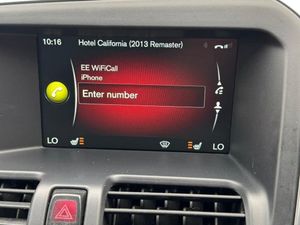 10:16 Hotel California (2013 Remaster)
EE WiFiCall
iPhone
Enter number
LO LO